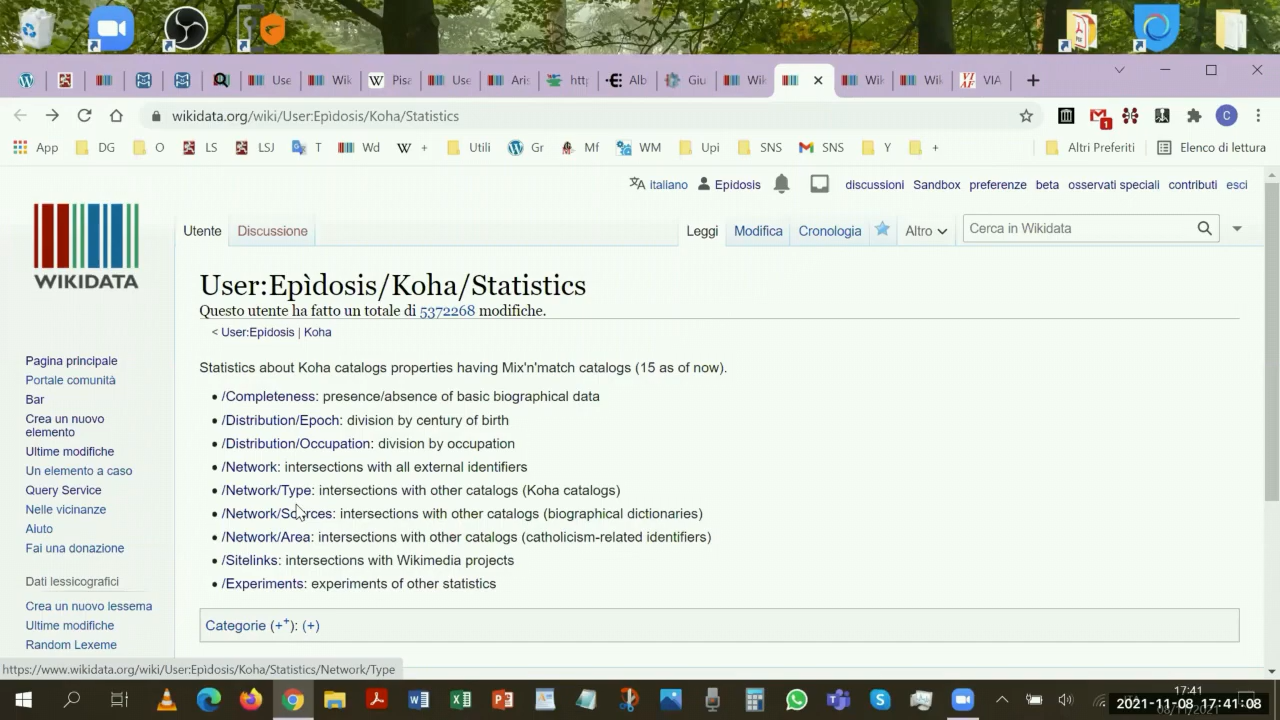 Use
Wik
W Pisa
Use
Aris
http
Alb
Giu
Wik
Wik
Wik
VIA
wikidata.org/wiki/User:Epìdosis/Koha/Statistics
1
C
App
DG
O
LS
LSJ
T
Wd
W +
Utili
Gr
Mf
WM
Upi
SNS
SNS
Y
+
Altri Preferiti
Elenco di lettura
italiano
Epìdosis
discussioni
Sandbox
preferenze
beta
osservati speciali
contributi
esci
Utente
Discussione
Leggi
Modifica
Cronologia
Altro
Cerca in Wikidata
WIKIDATA
User:Epìdosis/Koha/Statistics
Questo utente ha fatto un totale di 5372268 modifiche.
< User:Epìdosis | Koha
Statistics about Koha catalogs properties having Mix'n'match catalogs (15 as of now).
• /Completeness: presence/absence of basic biographical data
• /Distribution/Epoch: division by century of birth
• /Distribution/Occupation: division by occupation
• /Network: intersections with all external identifiers
• /Network/Type: intersections with other catalogs (Koha catalogs)
• /Network/Sources: intersections with other catalogs (biographical dictionaries)
• /Network/Area: intersections with other catalogs (catholicism-related identifiers)
• /Sitelinks: intersections with Wikimedia projects
• /Experiments: experiments of other statistics
Categorie (++): (+)
Pagina principale
Portale comunità
Bar
Crea un nuovo
elemento
Ultime modifiche
Un elemento a caso
Query Service
Nelle vicinanze
Aiuto
Fai una donazione
Dati lessicografici
Crea un nuovo lessema
Ultime modifiche
Random Lexeme
https://www.wikidata.org/wiki/User:Epìdosis/Koha/Statistics/Network/Type
17:41
2021-11-08 17:41:08